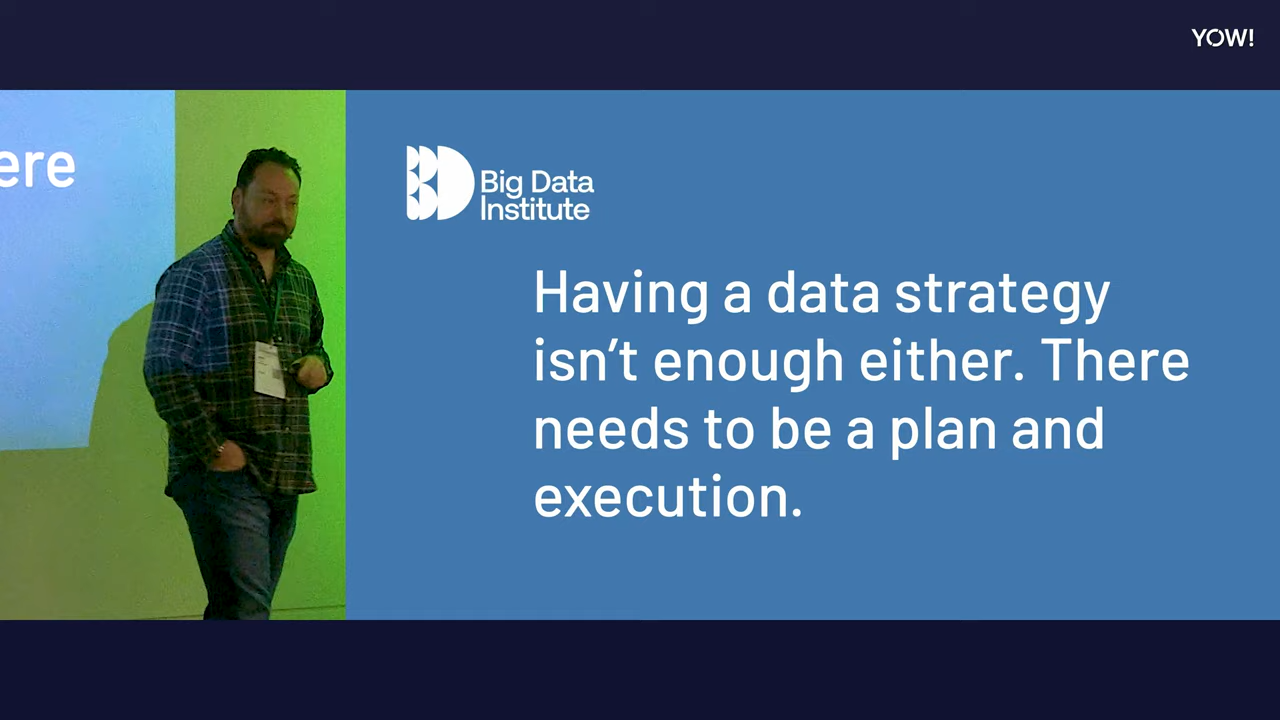 YOW!
ere
Big Data
Institute
Having a data strategy
isn’t enough either. There
needs to be a plan and
execution.